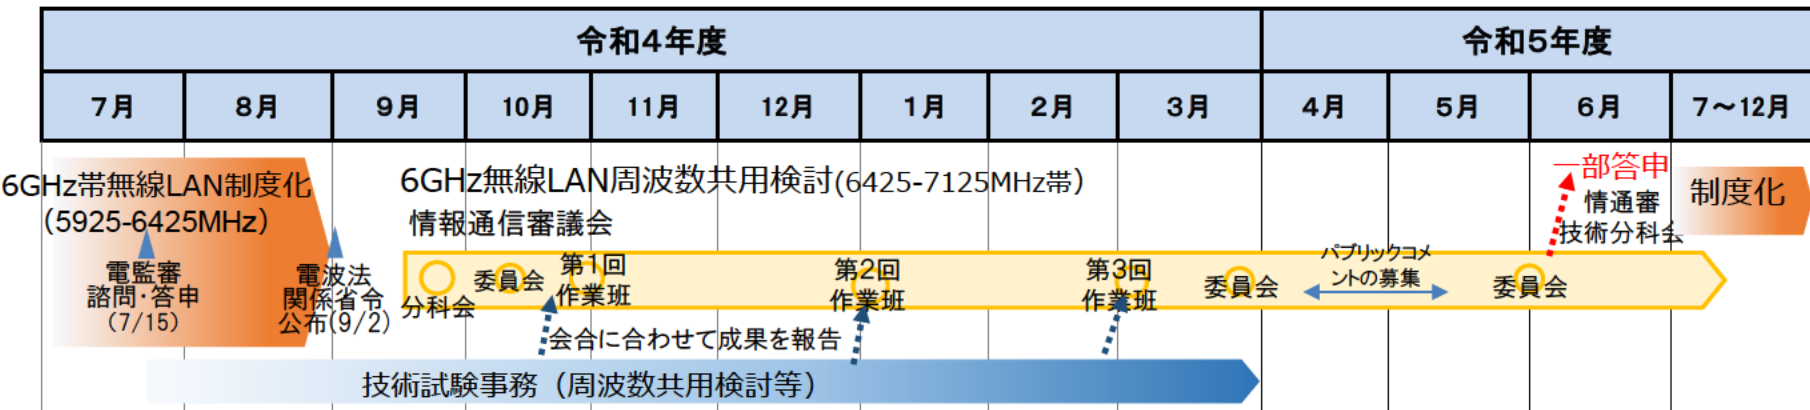 令和4年度
令和5年度
7月
8月
9月
10月
11月
12月
1月
2月
3月
4月
5月
6月
7～12月
6GHz帯無線LAN制度化
（5925-6425MHz）
電監審
諮問・答申
（7/15）
電波法
関係省令
公布(9/2)
6GHz無線LAN周波数共用検討(6425-7125MHz帯）
情報通信審議会
分科会
委員会
第1回
作業班
第2回
作業班
第3回
作業班
委員会
パブリックコメ
ントの募集
委員会
一部答申
情通審
技術分科会
制度化
会合に合わせて成果を報告
技術試験事務（周波数共用検討等）